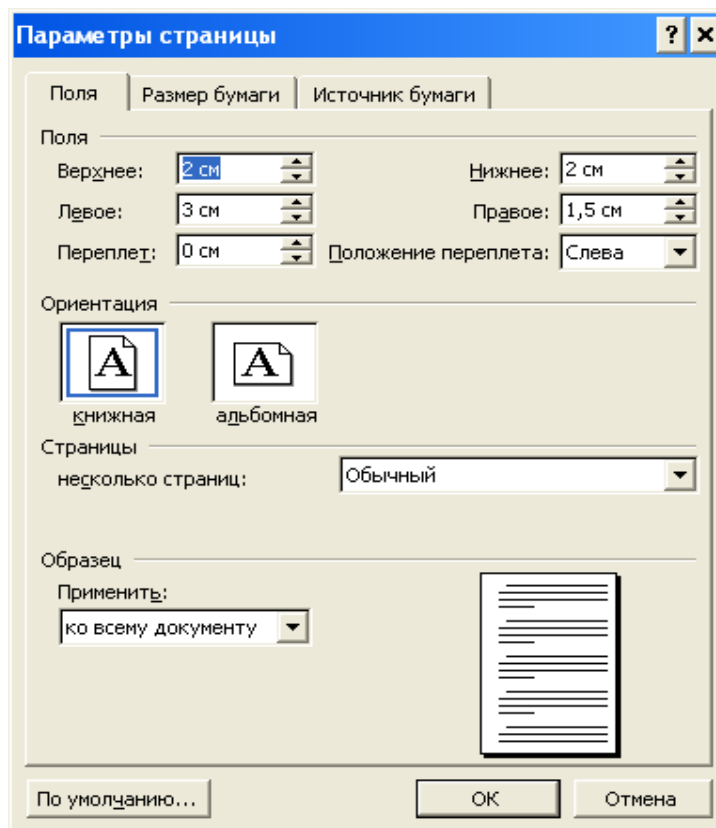 Параметры страницы
Поля Размер бумаги Источник бумаги
Поля
Верхнее: 2 см Нижнее: 2 см
Левое: 3 см Правое: 1,5 см
Переплет: 0 см Положение переплета: Слева
Ориентация
А А
книжная альбомная
Страницы
несколько страниц: Обычный
Образец
Применить:
ко всему документу
По умолчанию... ОК Отмена